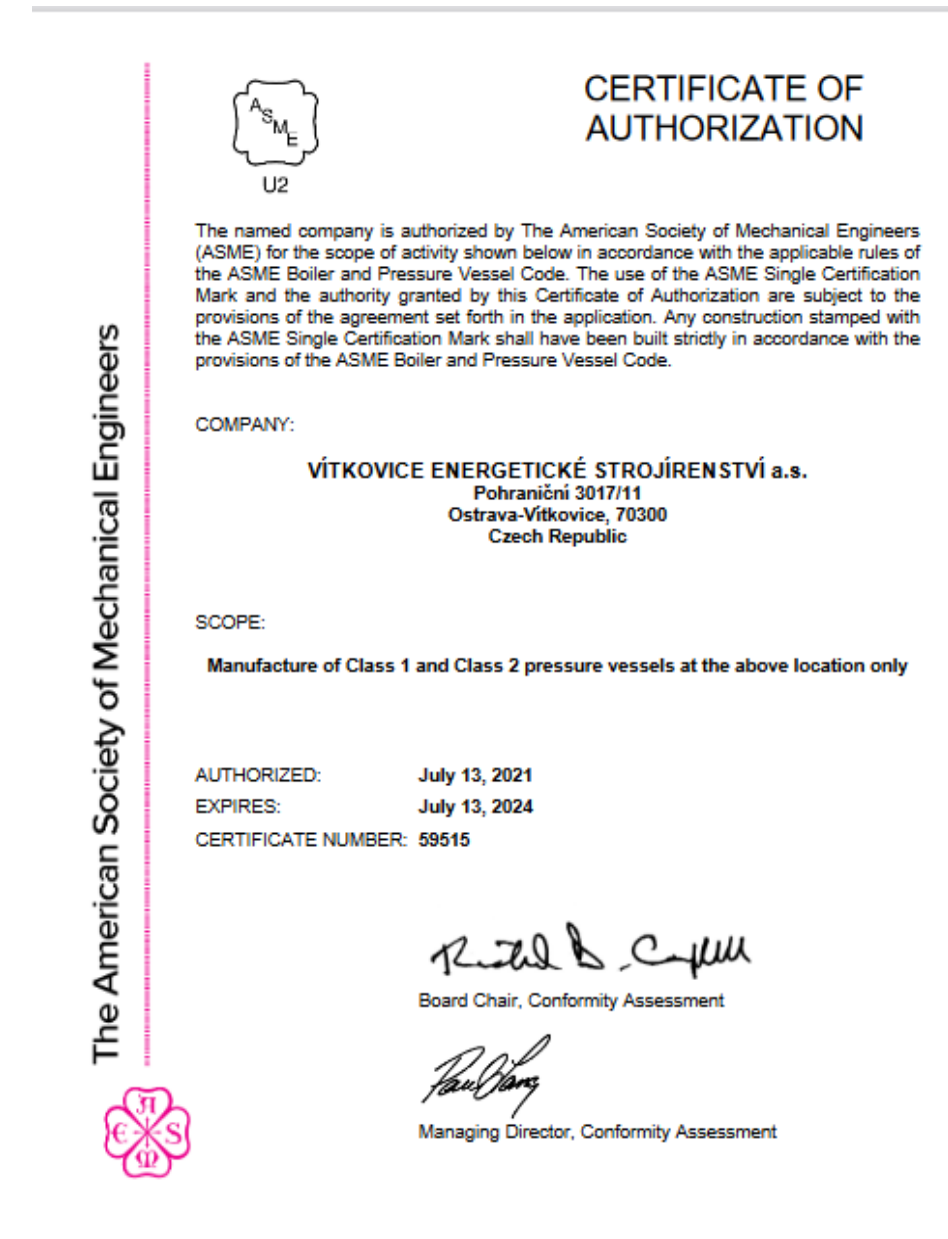 ASME
U2
CERTIFICATE OF
AUTHORIZATION
The named company is authorized by The American Society of Mechanical Engineers
(ASME) for the scope of activity shown below in accordance with the applicable rules of
the ASME Boiler and Pressure Vessel Code. The use of the ASME Single Certification
Mark and the authority granted by this Certificate of Authorization are subject to the
provisions of the agreement set forth in the application. Any construction stamped with
the ASME Single Certification Mark shall have been built strictly in accordance with the
provisions of the ASME Boiler and Pressure Vessel Code.
COMPANY:
VÍTKOVICE ENERGETICKÉ STROJÍRENSTVÍ a.s.
Pohraniční 3017/11
Ostrava-Vítkovice, 70300
Czech Republic
SCOPE:
Manufacture of Class 1 and Class 2 pressure vessels at the above location only
AUTHORIZED: July 13, 2021
EXPIRES: July 13, 2024
CERTIFICATE NUMBER: 59515
Board Chair, Conformity Assessment
Managing Director, Conformity Assessment
The American Society of Mechanical Engineers
ASME